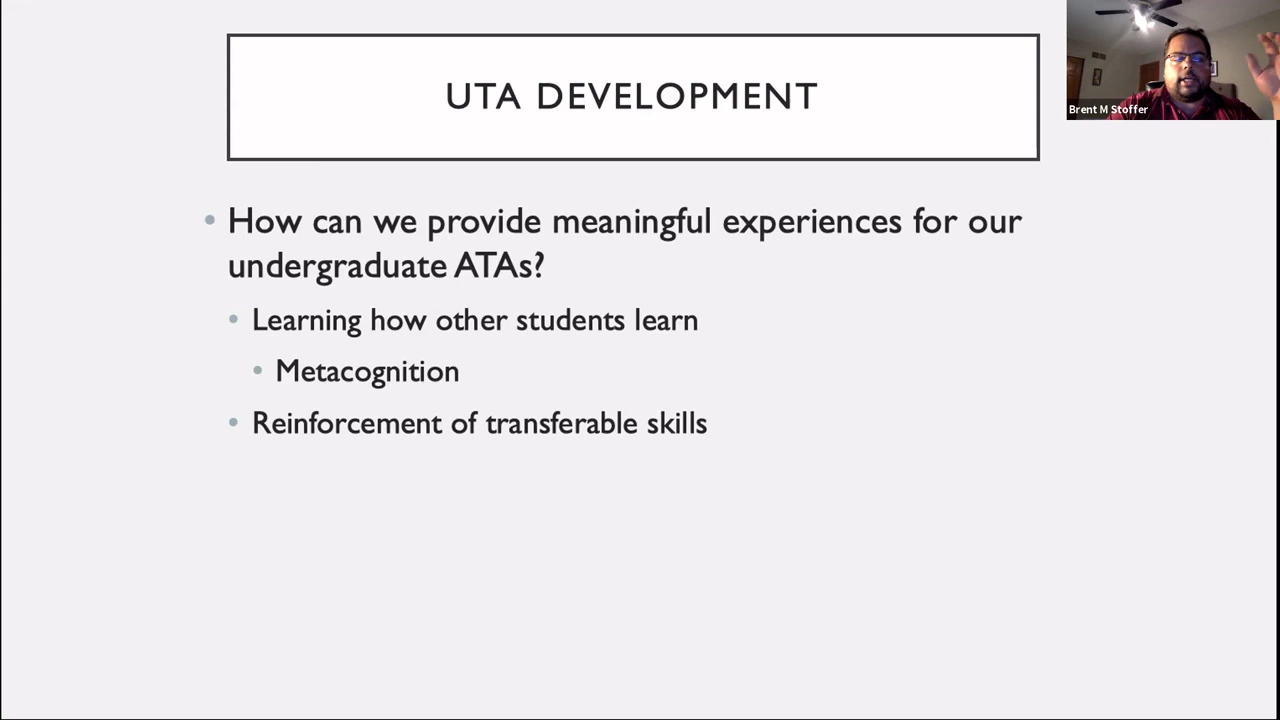 UTA DEVELOPMENT
Brent M Stoffer
• How can we provide meaningful experiences for our
undergraduate ATAs?
• Learning how other students learn
• Metacognition
• Reinforcement of transferable skills